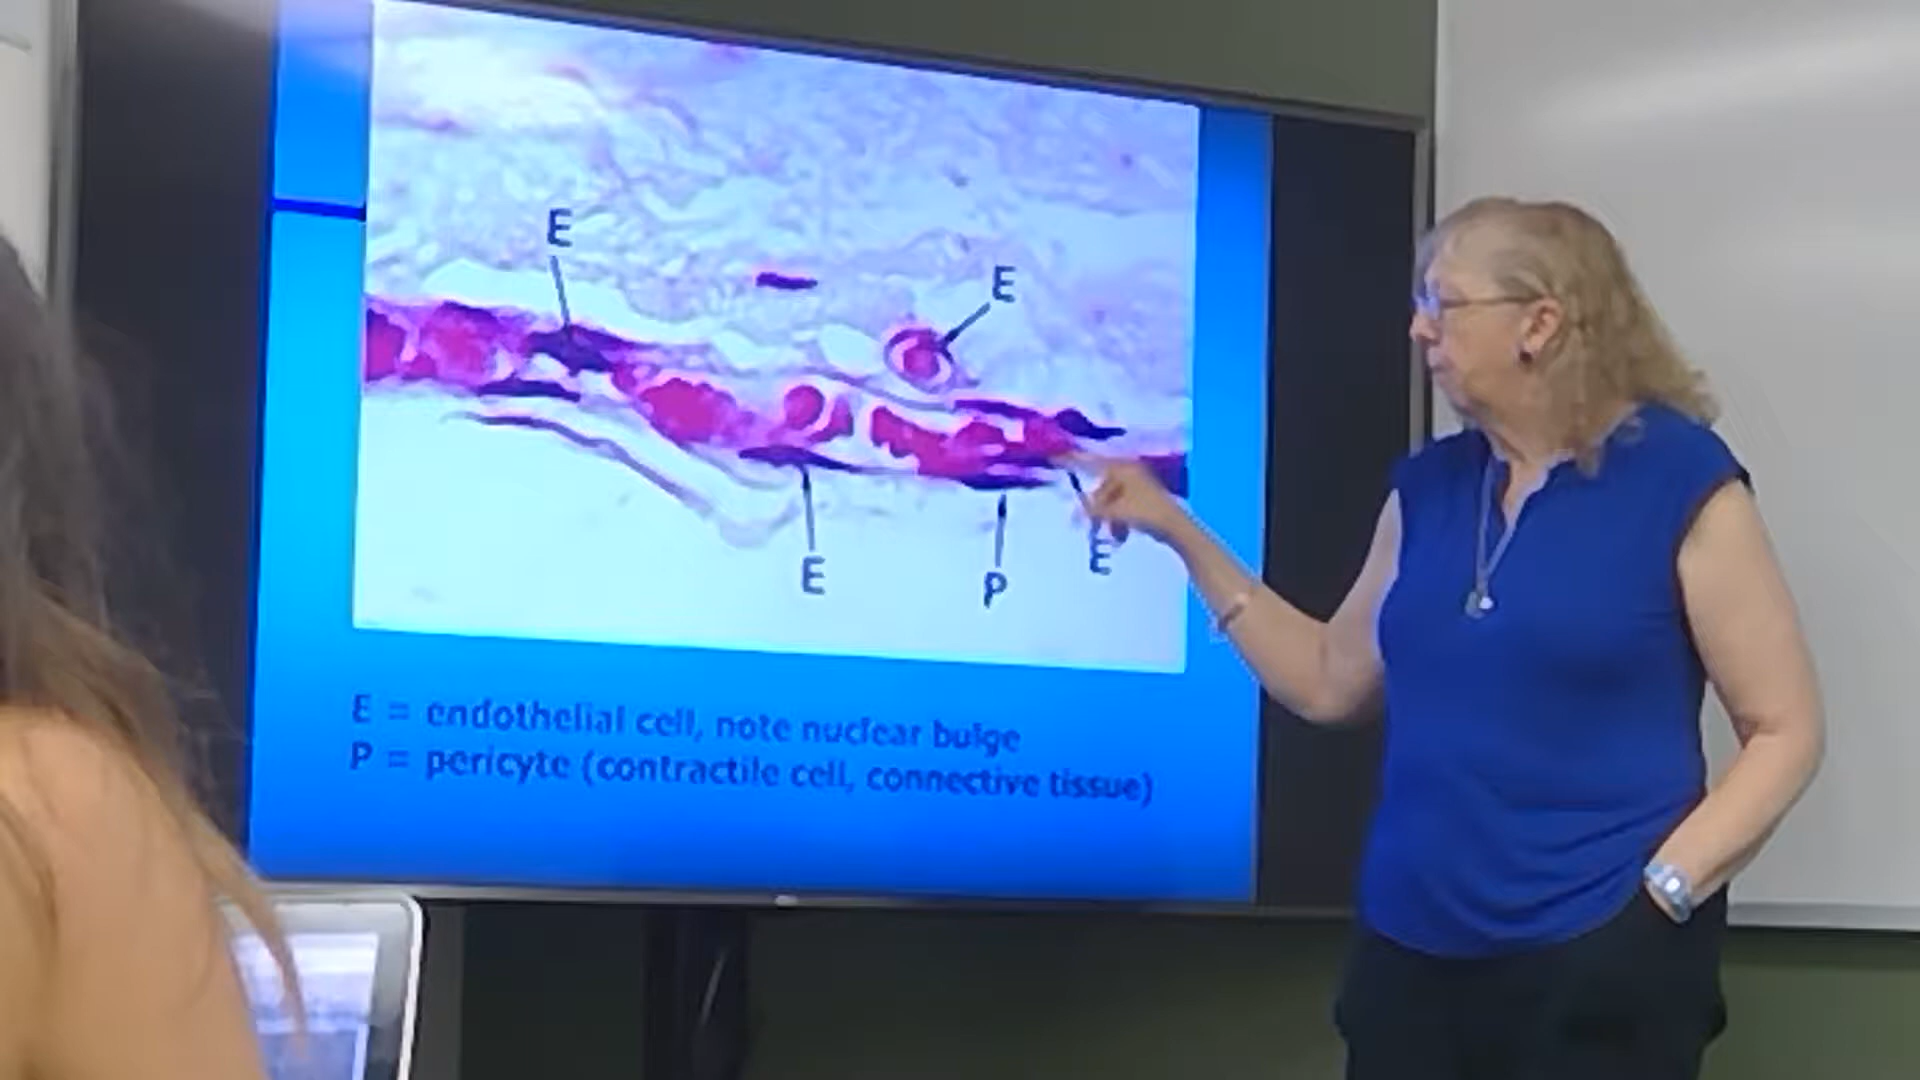 E
E
E
P
E
E = endothelial cell, note nuclear bulge
P = pericyte (contractile cell, connective tissue)